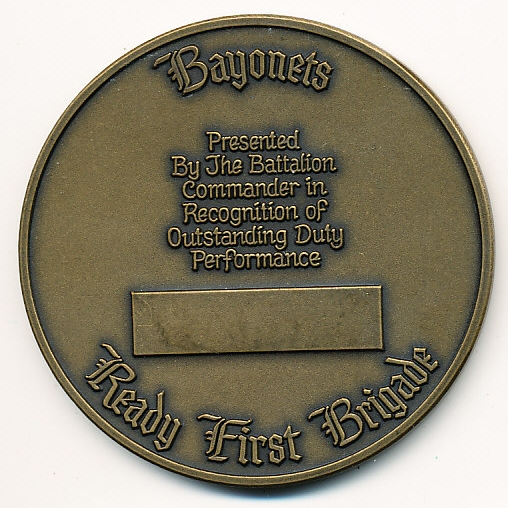 Bayonets
Presented
By The Battalion
Commander in
Recognition of
Outstanding Duty
Performance
Ready First Brigade